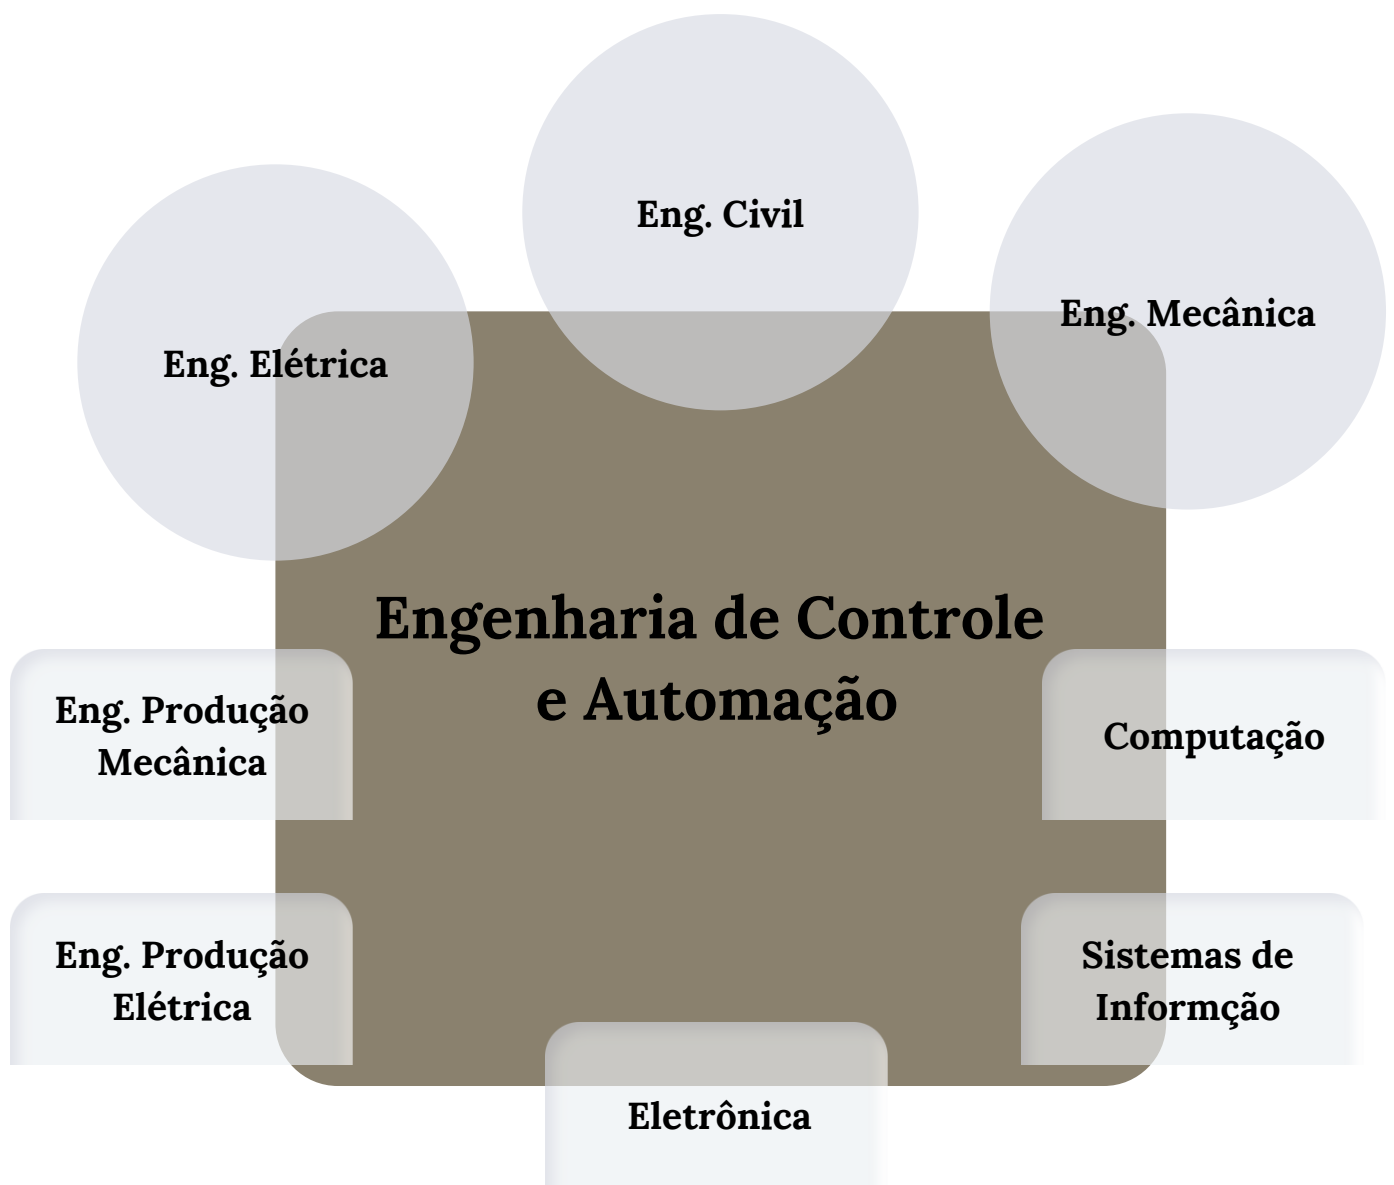 Eng. Civil
Eng. Mecânica
Eng. Elétrica
Engenharia de Controle
e Automação
Eng. Produção
Mecânica
Computação
Eng. Produção
Elétrica
Sistemas de
Informção
Eletrônica